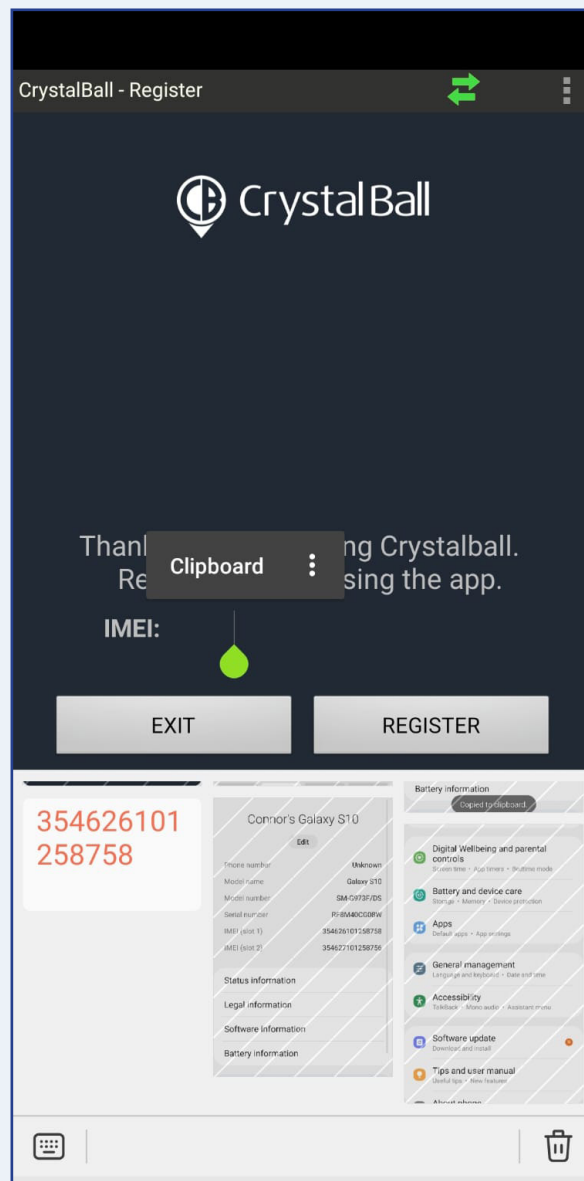 CrystalBall - Register
CrystalBall
Thank ng Crystalball.
Re sing the app.
Clipboard
IMEI:
EXIT
REGISTER
354626101
258758
Connor's Galaxy S10
Edit
Phone number Unknown
Model name Galaxy S10
Model number SM-G973F/DS
Serial number
IMEI (slot 1) 354626101258758
IMEI (slot 2) 354627101258756
Status information
Legal information
Software information
Battery information
Battery information
Copied to clipboard.
Digital Wellbeing and parental
controls
Screen time • App timers • Bedtime mode
Battery and device care
Storage • Memory • Device protection
Apps
Default apps • App settings
General management
Language and keyboard • Date and time
Accessibility
TalkBack • Mono audio • Assistant menu
Software update
Download and install
Tips and user manual
Useful tips • New features
About phone